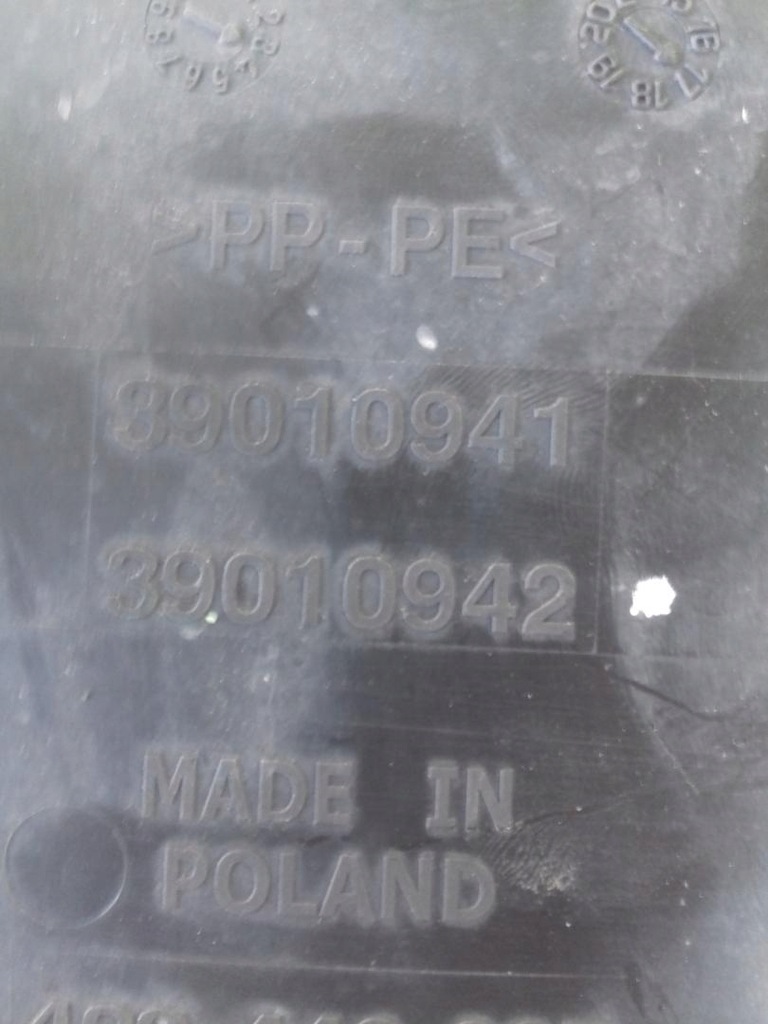 >PP-PE<
39010941
39010942
MADE IN
POLAND